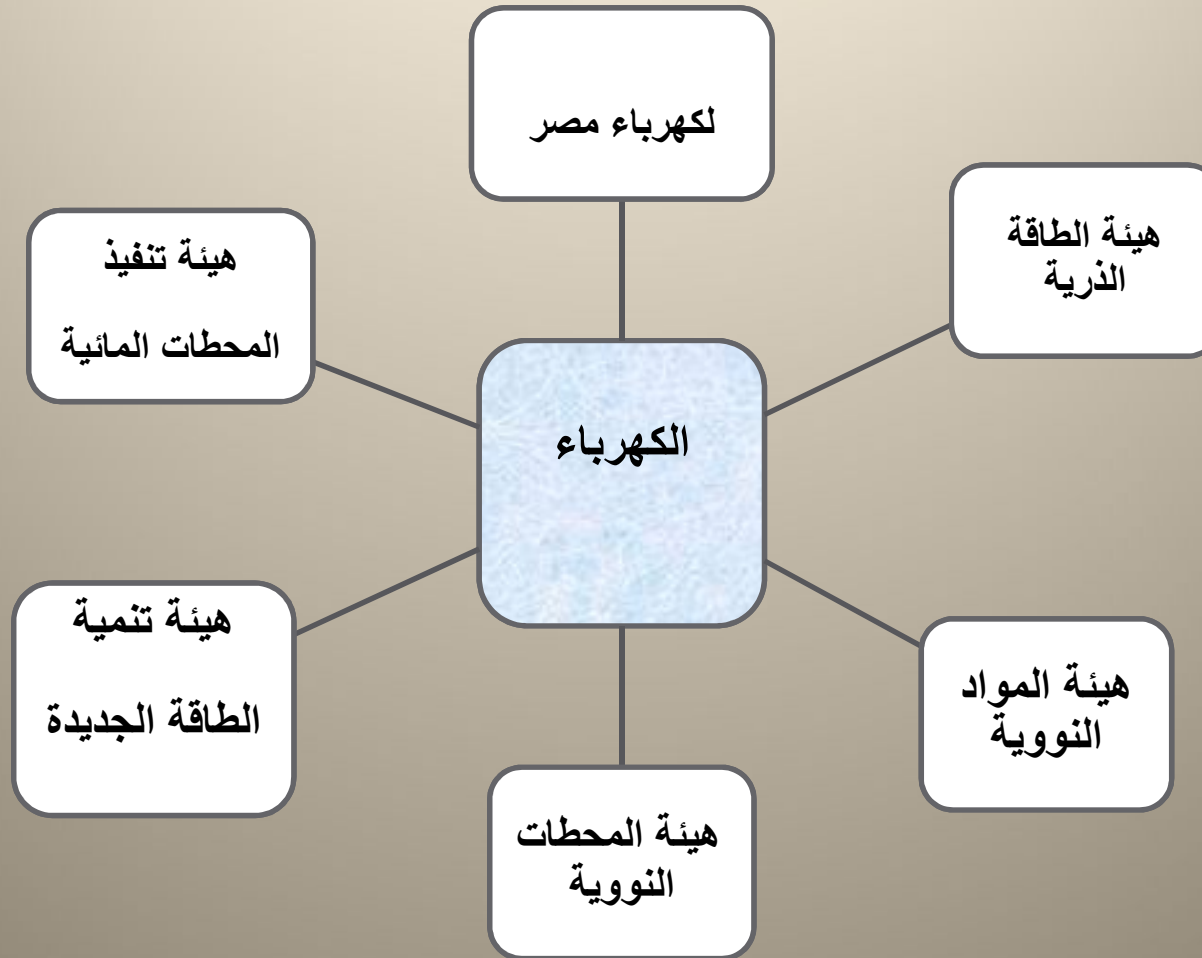 لكهرباء مصر
هيئة الطاقة
الذرية
هيئة تنفيذ
المحطات المائية
الكهرباء
هيئة تنمية
الطاقة الجديدة
هيئة المواد
النووية
هيئة المحطات
النووية